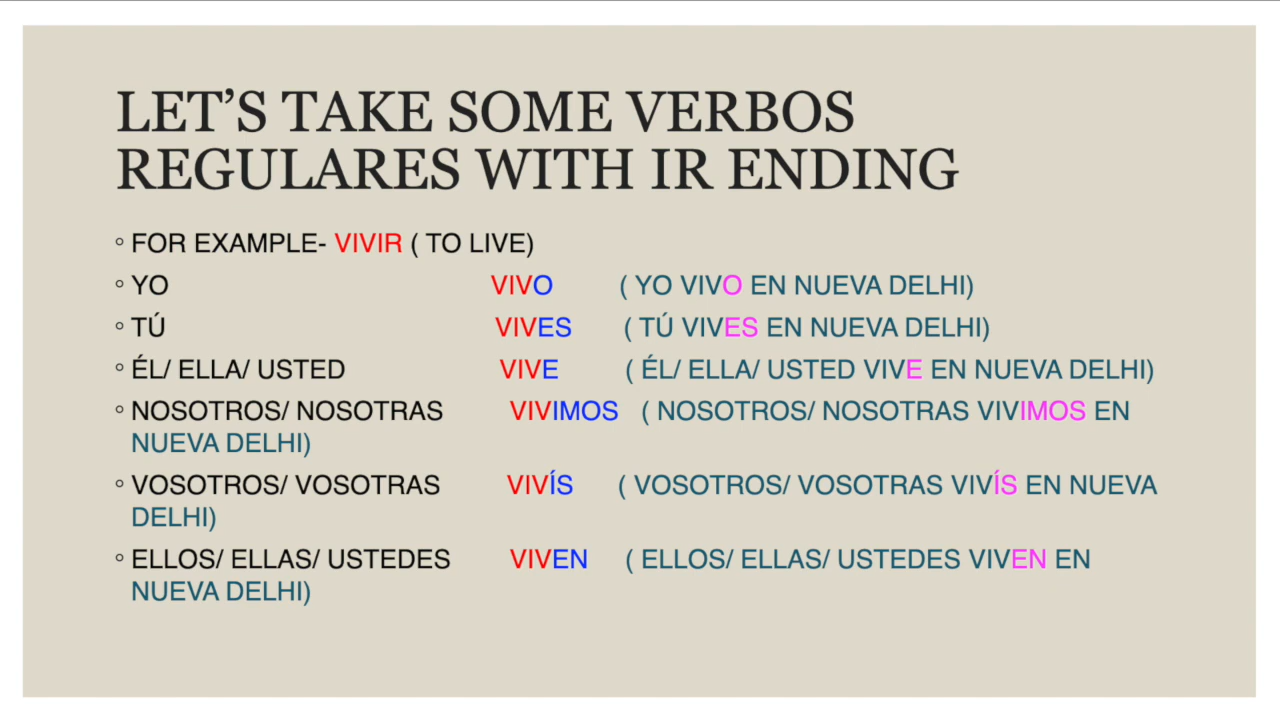 LET’S TAKE SOME VERBOS
REGULARES WITH IR ENDING
◦ FOR EXAMPLE- VIVIR ( TO LIVE)
◦ YO VIVO ( YO VIVO EN NUEVA DELHI)
◦ TÚ VIVES ( TÚ VIVES EN NUEVA DELHI)
◦ ÉL/ ELLA/ USTED VIVE ( ÉL/ ELLA/ USTED VIVE EN NUEVA DELHI)
◦ NOSOTROS/ NOSOTRAS VIVIMOS ( NOSOTROS/ NOSOTRAS VIVIMOS EN
NUEVA DELHI)
◦ VOSOTROS/ VOSOTRAS VIVÍS ( VOSOTROS/ VOSOTRAS VIVÍS EN NUEVA
DELHI)
◦ ELLOS/ ELLAS/ USTEDES VIVEN ( ELLOS/ ELLAS/ USTEDES VIVEN EN
NUEVA DELHI)